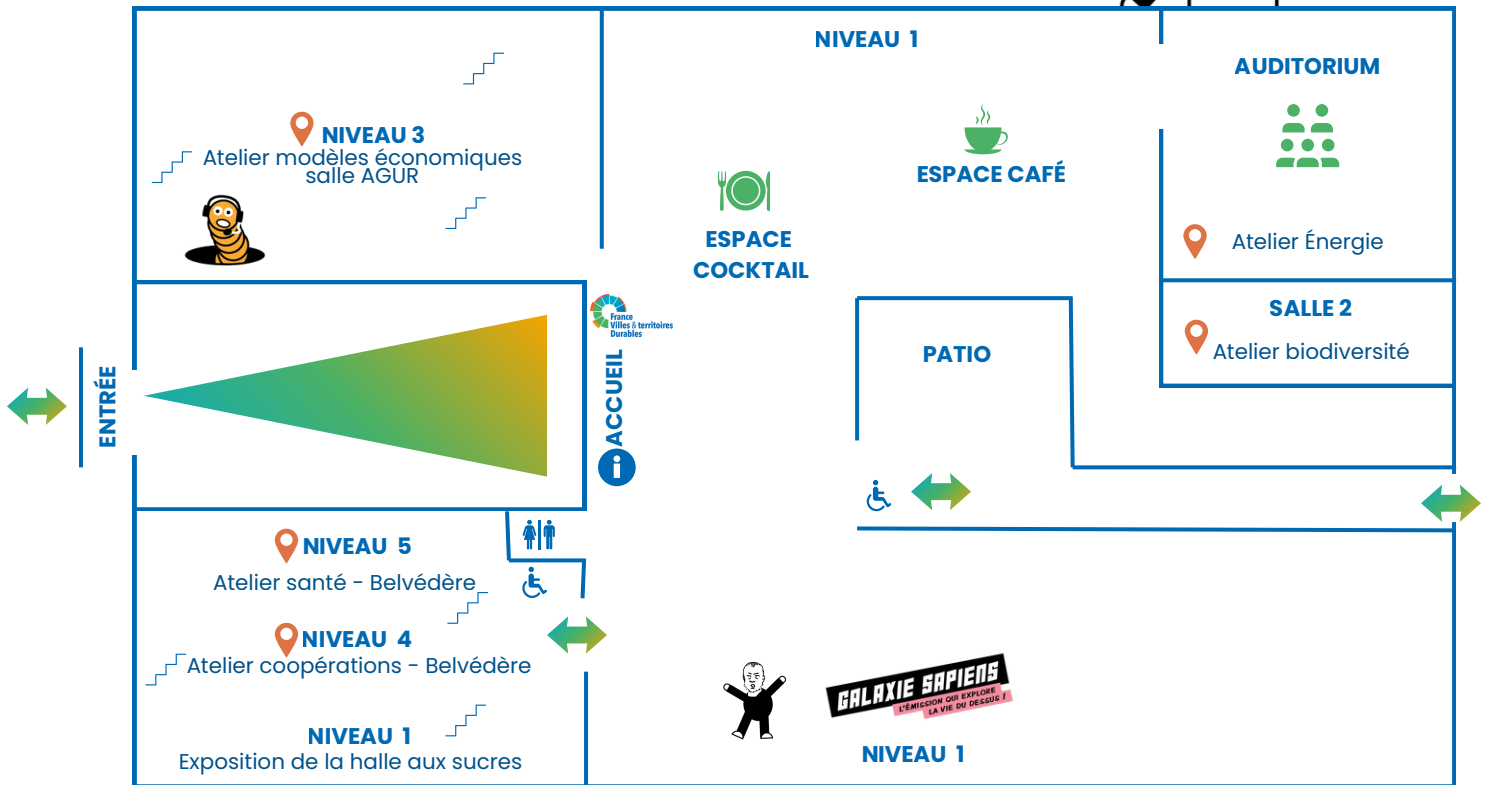 NIVEAU 1
AUDITORIUM
NIVEAU 3
Atelier modèles économiques
salle AGUR
ESPACE CAFÉ
ESPACE
COCKTAIL
Atelier Énergie
SALLE 2
Atelier biodiversité
France
Villes & territoires
Durables
PATIO
ENTRÉE
ACCUEIL
i
NIVEAU 5
Atelier santé - Belvédère
NIVEAU 4
Atelier coopérations - Belvédère
NIVEAU 1
Exposition de la halle aux sucres
GALAXIE SAPIENS
L'ÉMISSION QUI EXPLORE
LA VIE DU DESSUS !
NIVEAU 1